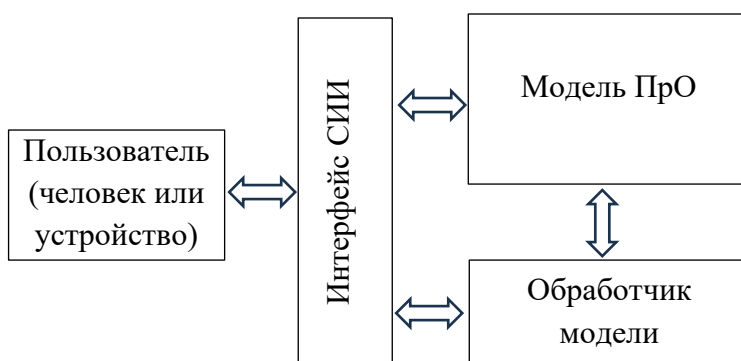 Пользователь
(человек или
устройство)
Интерфейс СИИ
Модель ПрО
Обработчик
модели